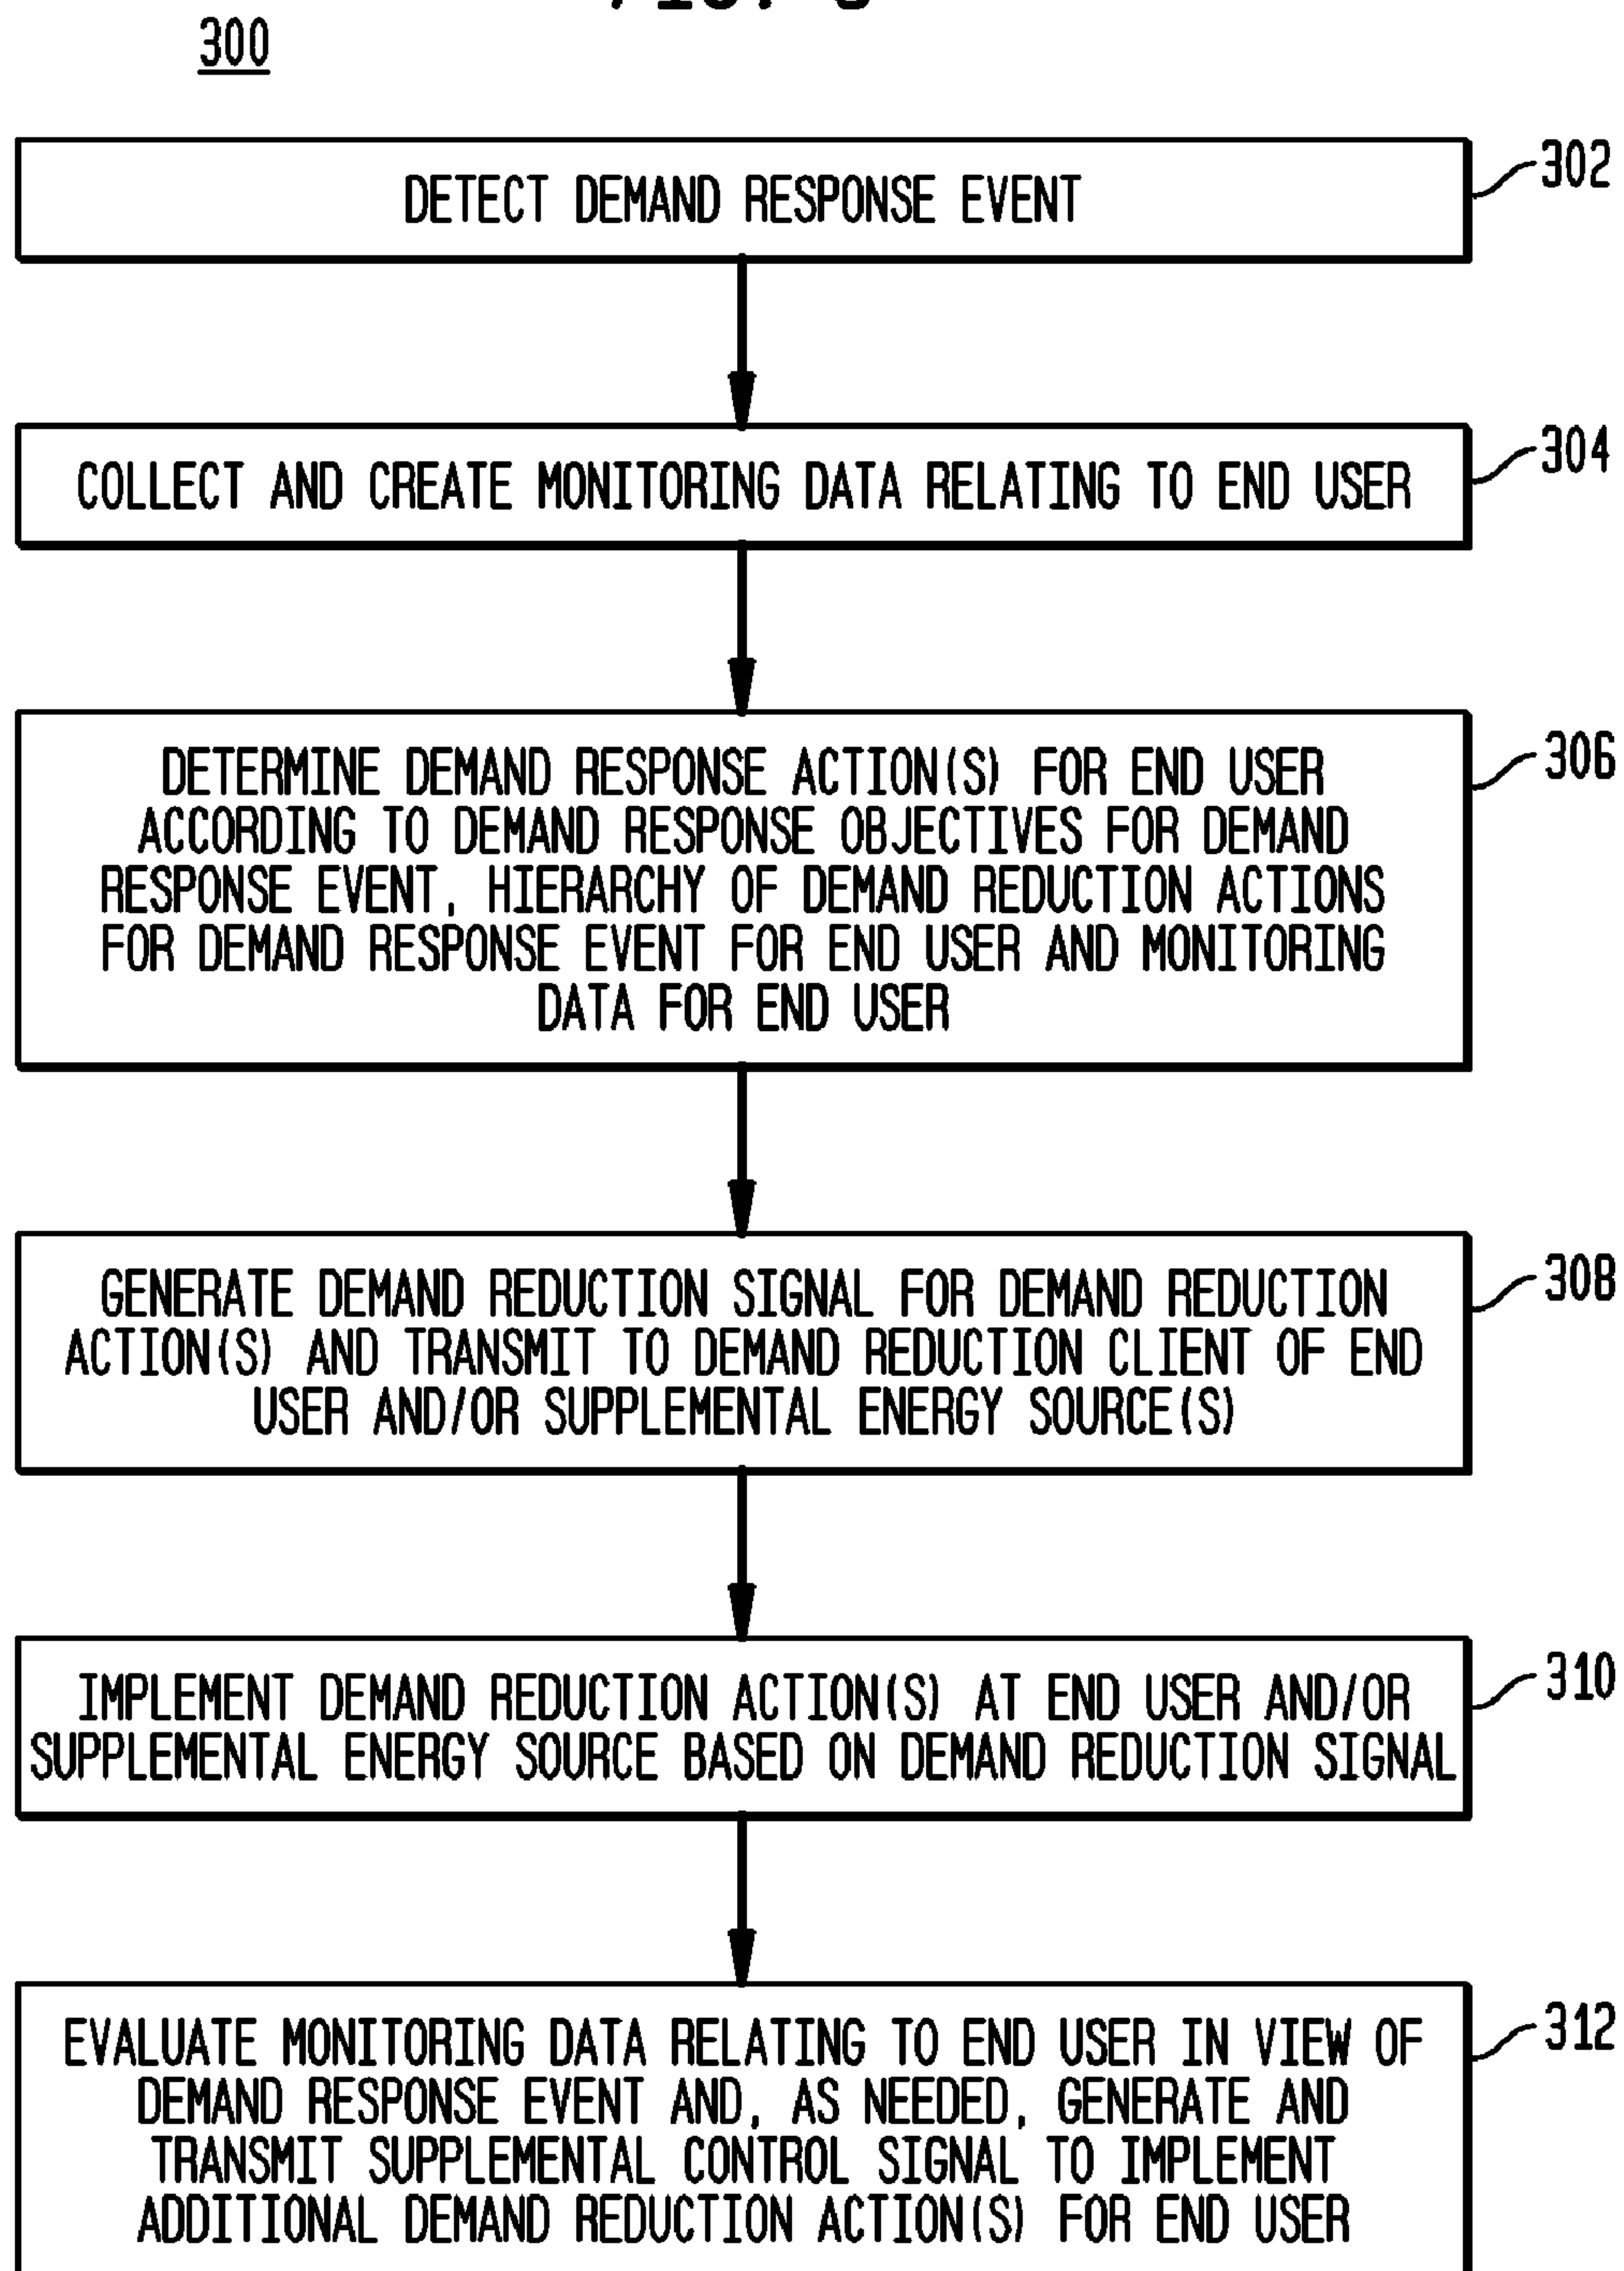 300
DETECT DEMAND RESPONSE EVENT
302
COLLECT AND CREATE MONITORING DATA RELATING TO END USER
304
DETERMINE DEMAND RESPONSE ACTION(S) FOR END USER
ACCORDING TO DEMAND RESPONSE OBJECTIVES FOR DEMAND
RESPONSE EVENT, HIERARCHY OF DEMAND REDUCTION ACTIONS
FOR DEMAND RESPONSE EVENT FOR END USER AND MONITORING
DATA FOR END USER
306
GENERATE DEMAND REDUCTION SIGNAL FOR DEMAND REDUCTION
ACTION(S) AND TRANSMIT TO DEMAND REDUCTION CLIENT OF END
USER AND/OR SUPPLEMENTAL ENERGY SOURCE(S)
308
IMPLEMENT DEMAND REDUCTION ACTION(S) AT END USER AND/OR
SUPPLEMENTAL ENERGY SOURCE BASED ON DEMAND REDUCTION SIGNAL
310
EVALUATE MONITORING DATA RELATING TO END USER IN VIEW OF
DEMAND RESPONSE EVENT AND, AS NEEDED, GENERATE AND
TRANSMIT SUPPLEMENTAL CONTROL SIGNAL TO IMPLEMENT
ADDITIONAL DEMAND REDUCTION ACTION(S) FOR END USER
312